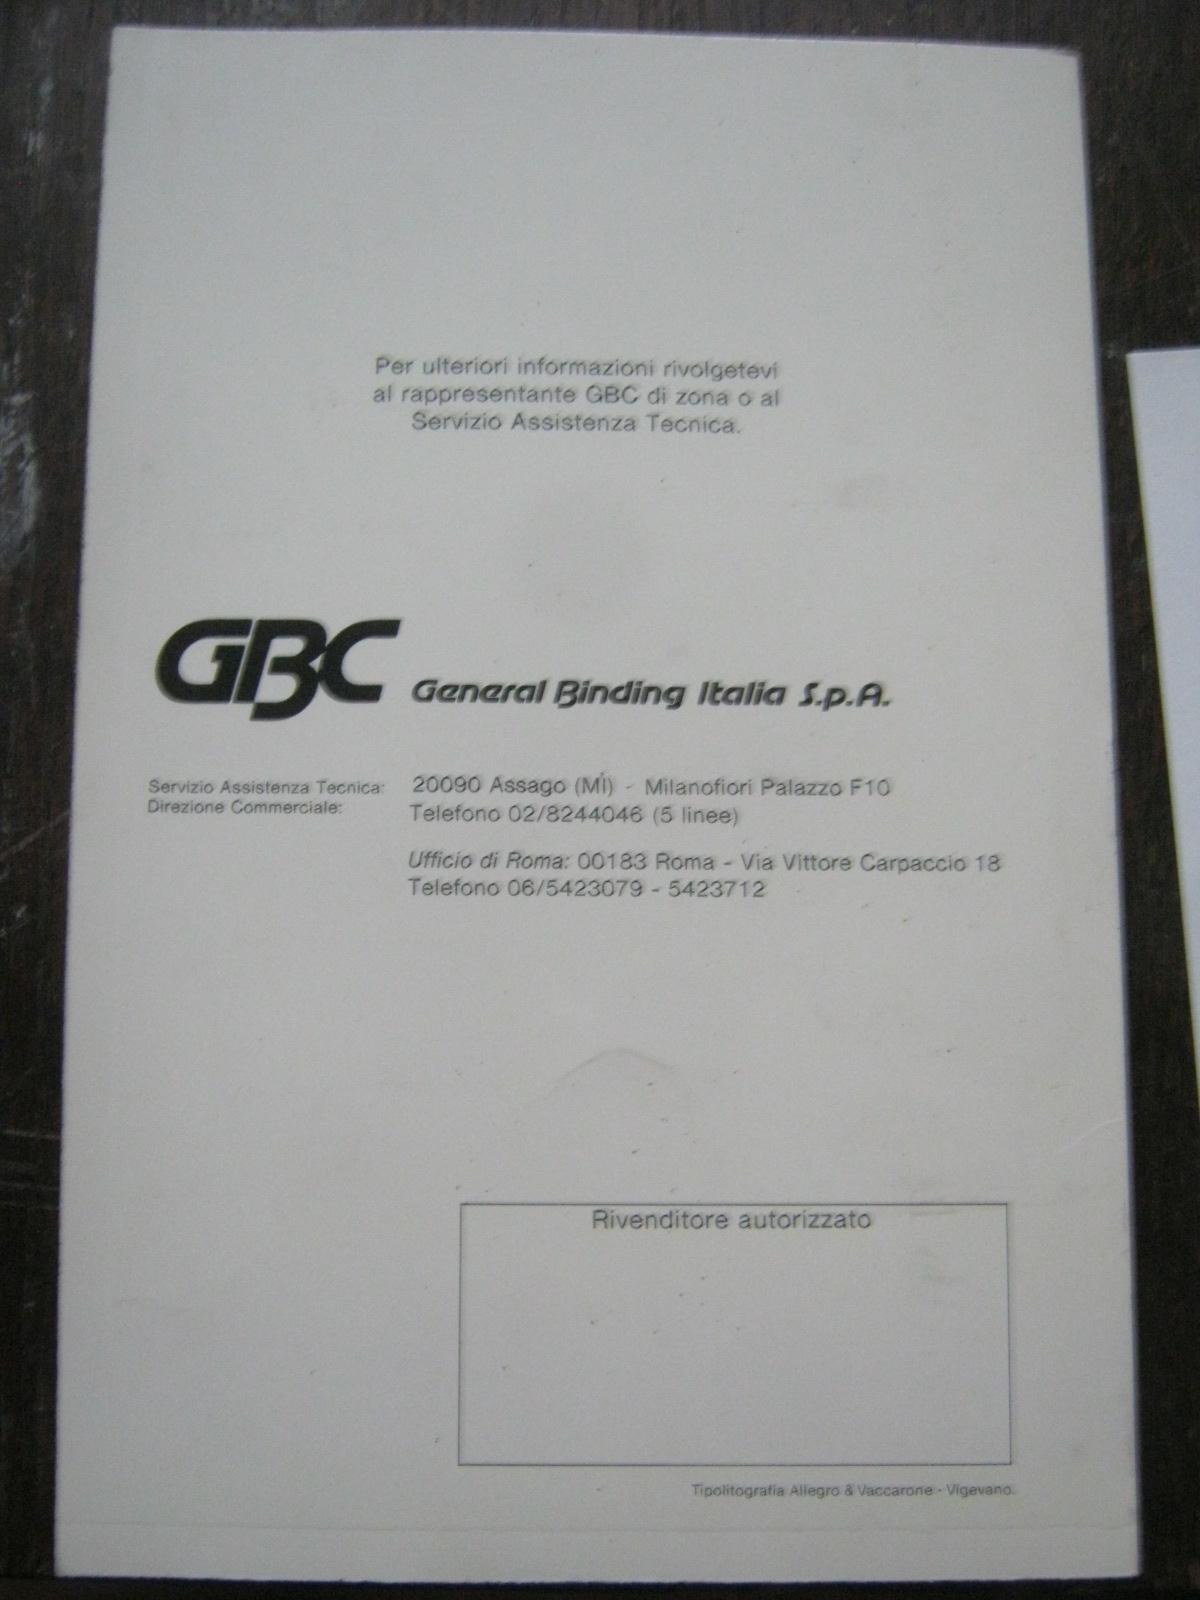 Per ulteriori informazioni rivolgetevi
al rappresentante GBC di zona o al
Servizio Assistenza Tecnica.
GBC General Binding Italia S.p.A.
Servizio Assistenza Tecnica: 20090 Assago (MI) - Milanofiori Palazzo F10
Direzione Commerciale: Telefono 02/8244046 (5 linee)
Ufficio di Roma: 00183 Roma - Via Vittore Carpaccio 18
Telefono 06/5423079 - 5423712
Rivenditore autorizzato
Tipolitografia Allegro & Vaccarone - Vigevano.